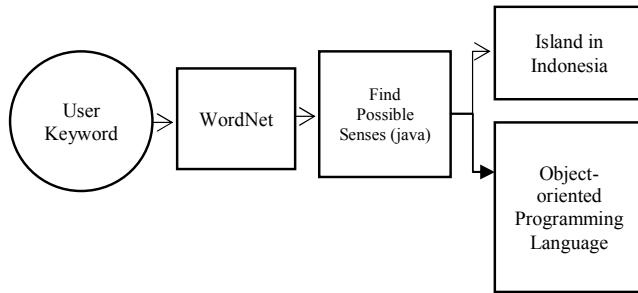 User
Keyword
WordNet
Find
Possible
Senses (java)
Island in
Indonesia
Object-
oriented
Programming
Language